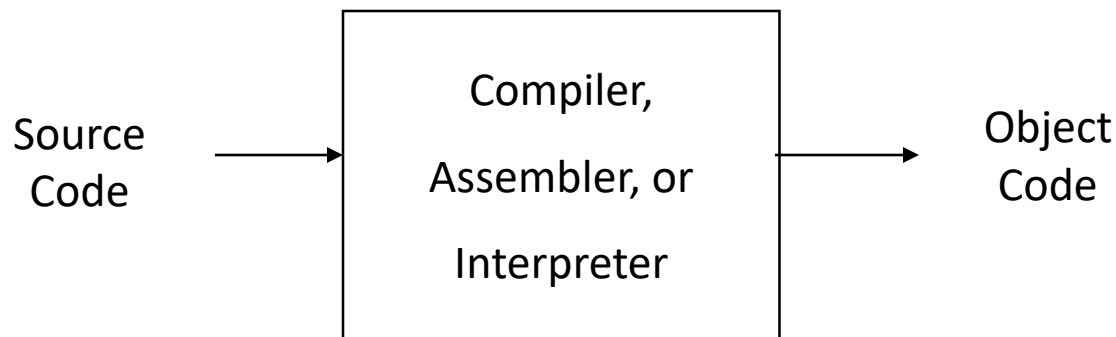 Source
Code
Compiler,
Assembler, or
Interpreter
Object
Code